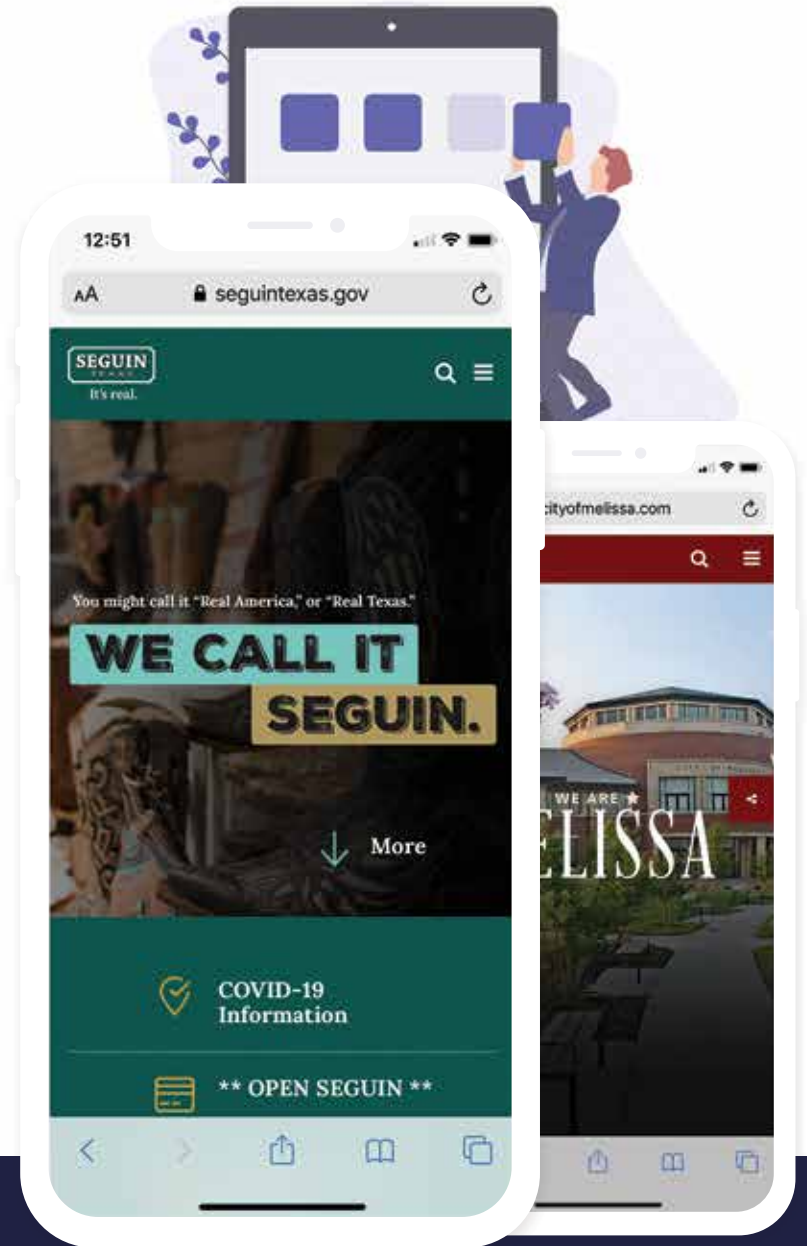 12:51
AA seguintexas.gov
SEGUIN
TEXAS
It's real.
You might call it "Real America," or "Real Texas."
WE CALL IT
SEGUIN.
More
COVID-19
Information
** OPEN SEGUIN **
cityofmelissa.com
WE ARE
ELISSA